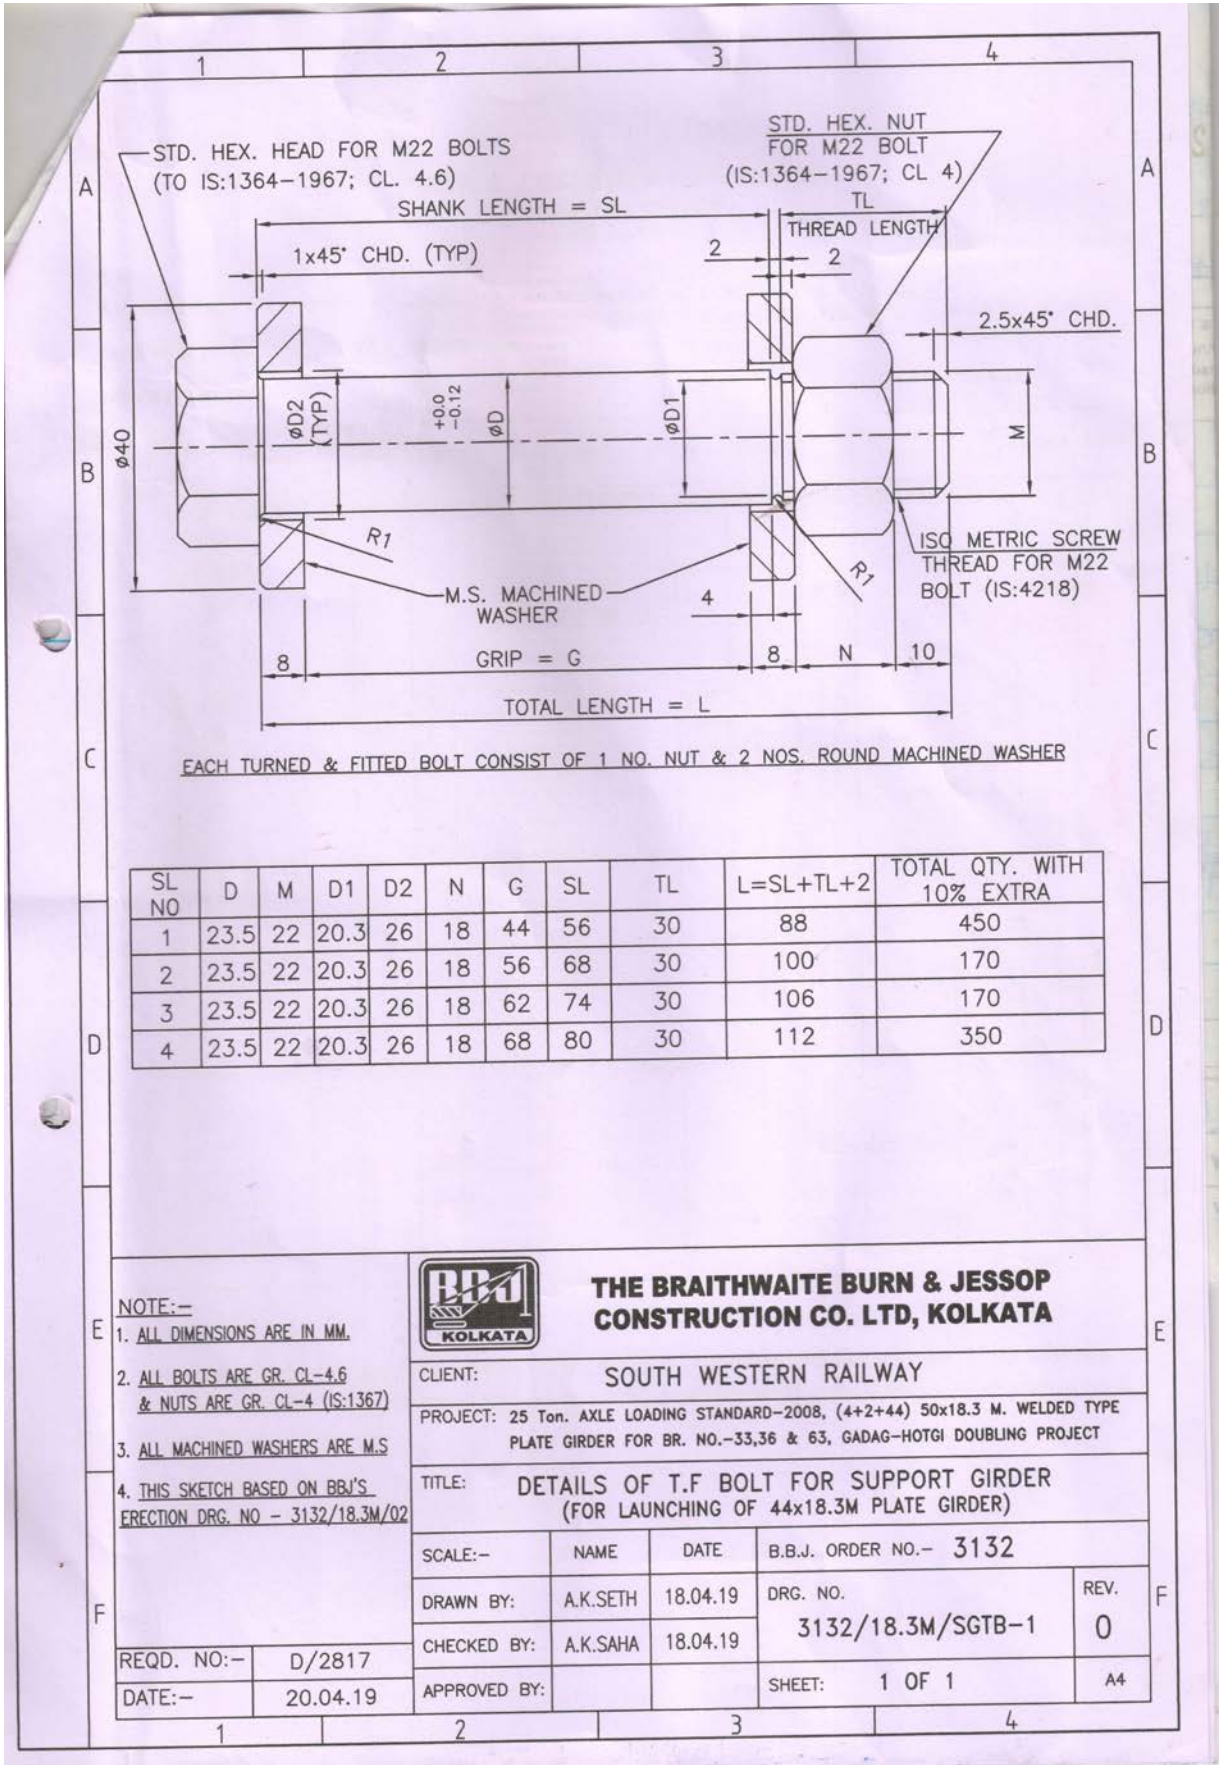 1 2 3 4
STD. HEX. HEAD FOR M22 BOLTS
(TO IS:1364-1967; CL. 4.6)
STD. HEX. NUT
FOR M22 BOLT
(IS:1364-1967; CL 4)
A
A
SHANK LENGTH = SL
TL
THREAD LENGTH
1x45° CHD. (TYP)
2
2
2.5x45° CHD.
ø40
øD2
(TYP)
+0.0
-0.12
øD
øD1
M
B
B
R1
R1
ISO METRIC SCREW
THREAD FOR M22
BOLT (IS:4218)
M.S. MACHINED
WASHER
4
8
GRIP = G
8
N
10
TOTAL LENGTH = L
C
C
EACH TURNED & FITTED BOLT CONSIST OF 1 NO. NUT & 2 NOS. ROUND MACHINED WASHER
SL NO D M D1 D2 N G SL TL L=SL+TL+2 TOTAL QTY. WITH 10% EXTRA
1 23.5 22 20.3 26 18 44 56 30 88 450
2 23.5 22 20.3 26 18 56 68 30 100 170
3 23.5 22 20.3 26 18 62 74 30 106 170
4 23.5 22 20.3 26 18 68 80 30 112 350
D
D
NOTE:-
1. ALL DIMENSIONS ARE IN MM.
2. ALL BOLTS ARE GR. CL-4.6
& NUTS ARE GR. CL-4 (IS:1367)
3. ALL MACHINED WASHERS ARE M.S
4. THIS SKETCH BASED ON BBJ'S
ERECTION DRG. NO - 3132/18.3M/02
E
E
BBJ
KOLKATA
THE BRAITHWAITE BURN & JESSOP
CONSTRUCTION CO. LTD, KOLKATA
CLIENT: SOUTH WESTERN RAILWAY
PROJECT: 25 Ton. AXLE LOADING STANDARD-2008, (4+2+44) 50x18.3 M. WELDED TYPE
PLATE GIRDER FOR BR. NO.-33,36 & 63, GADAG-HOTGI DOUBLING PROJECT
TITLE: DETAILS OF T.F BOLT FOR SUPPORT GIRDER
(FOR LAUNCHING OF 44x18.3M PLATE GIRDER)
SCALE:- NAME DATE B.B.J. ORDER NO.- 3132
DRAWN BY: A.K.SETH 18.04.19
CHECKED BY: A.K.SAHA 18.04.19
APPROVED BY:
DRG. NO.
3132/18.3M/SGTB-1
REV.
0
SHEET: 1 OF 1
A4
F
F
REQD. NO:- D/2817
DATE:- 20.04.19
1 2 3 4